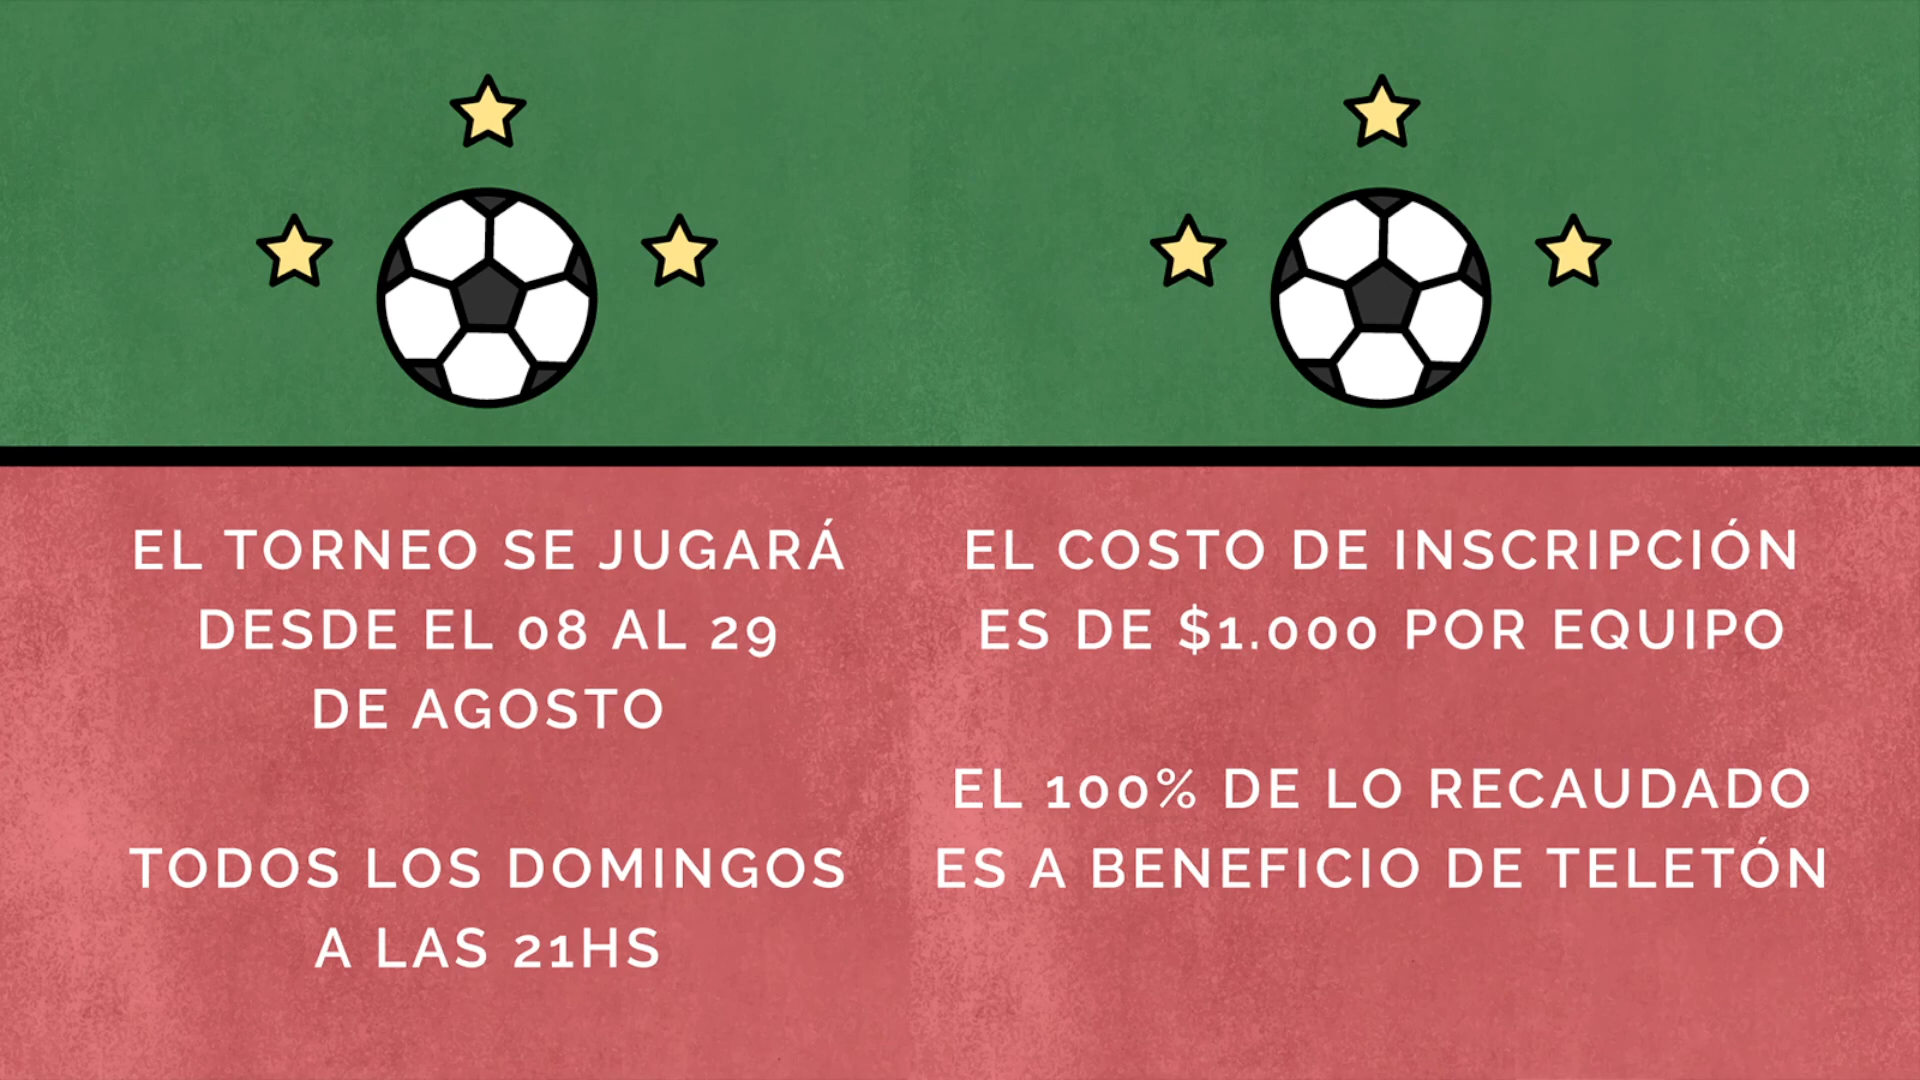 EL TORNEO SE JUGARÁ
DESDE EL 08 AL 29
DE AGOSTO
TODOS LOS DOMINGOS
A LAS 21HS
EL COSTO DE INSCRIPCIÓN
ES DE $1.000 POR EQUIPO
EL 100% DE LO RECAUDADO
ES A BENEFICIO DE TELETÓN